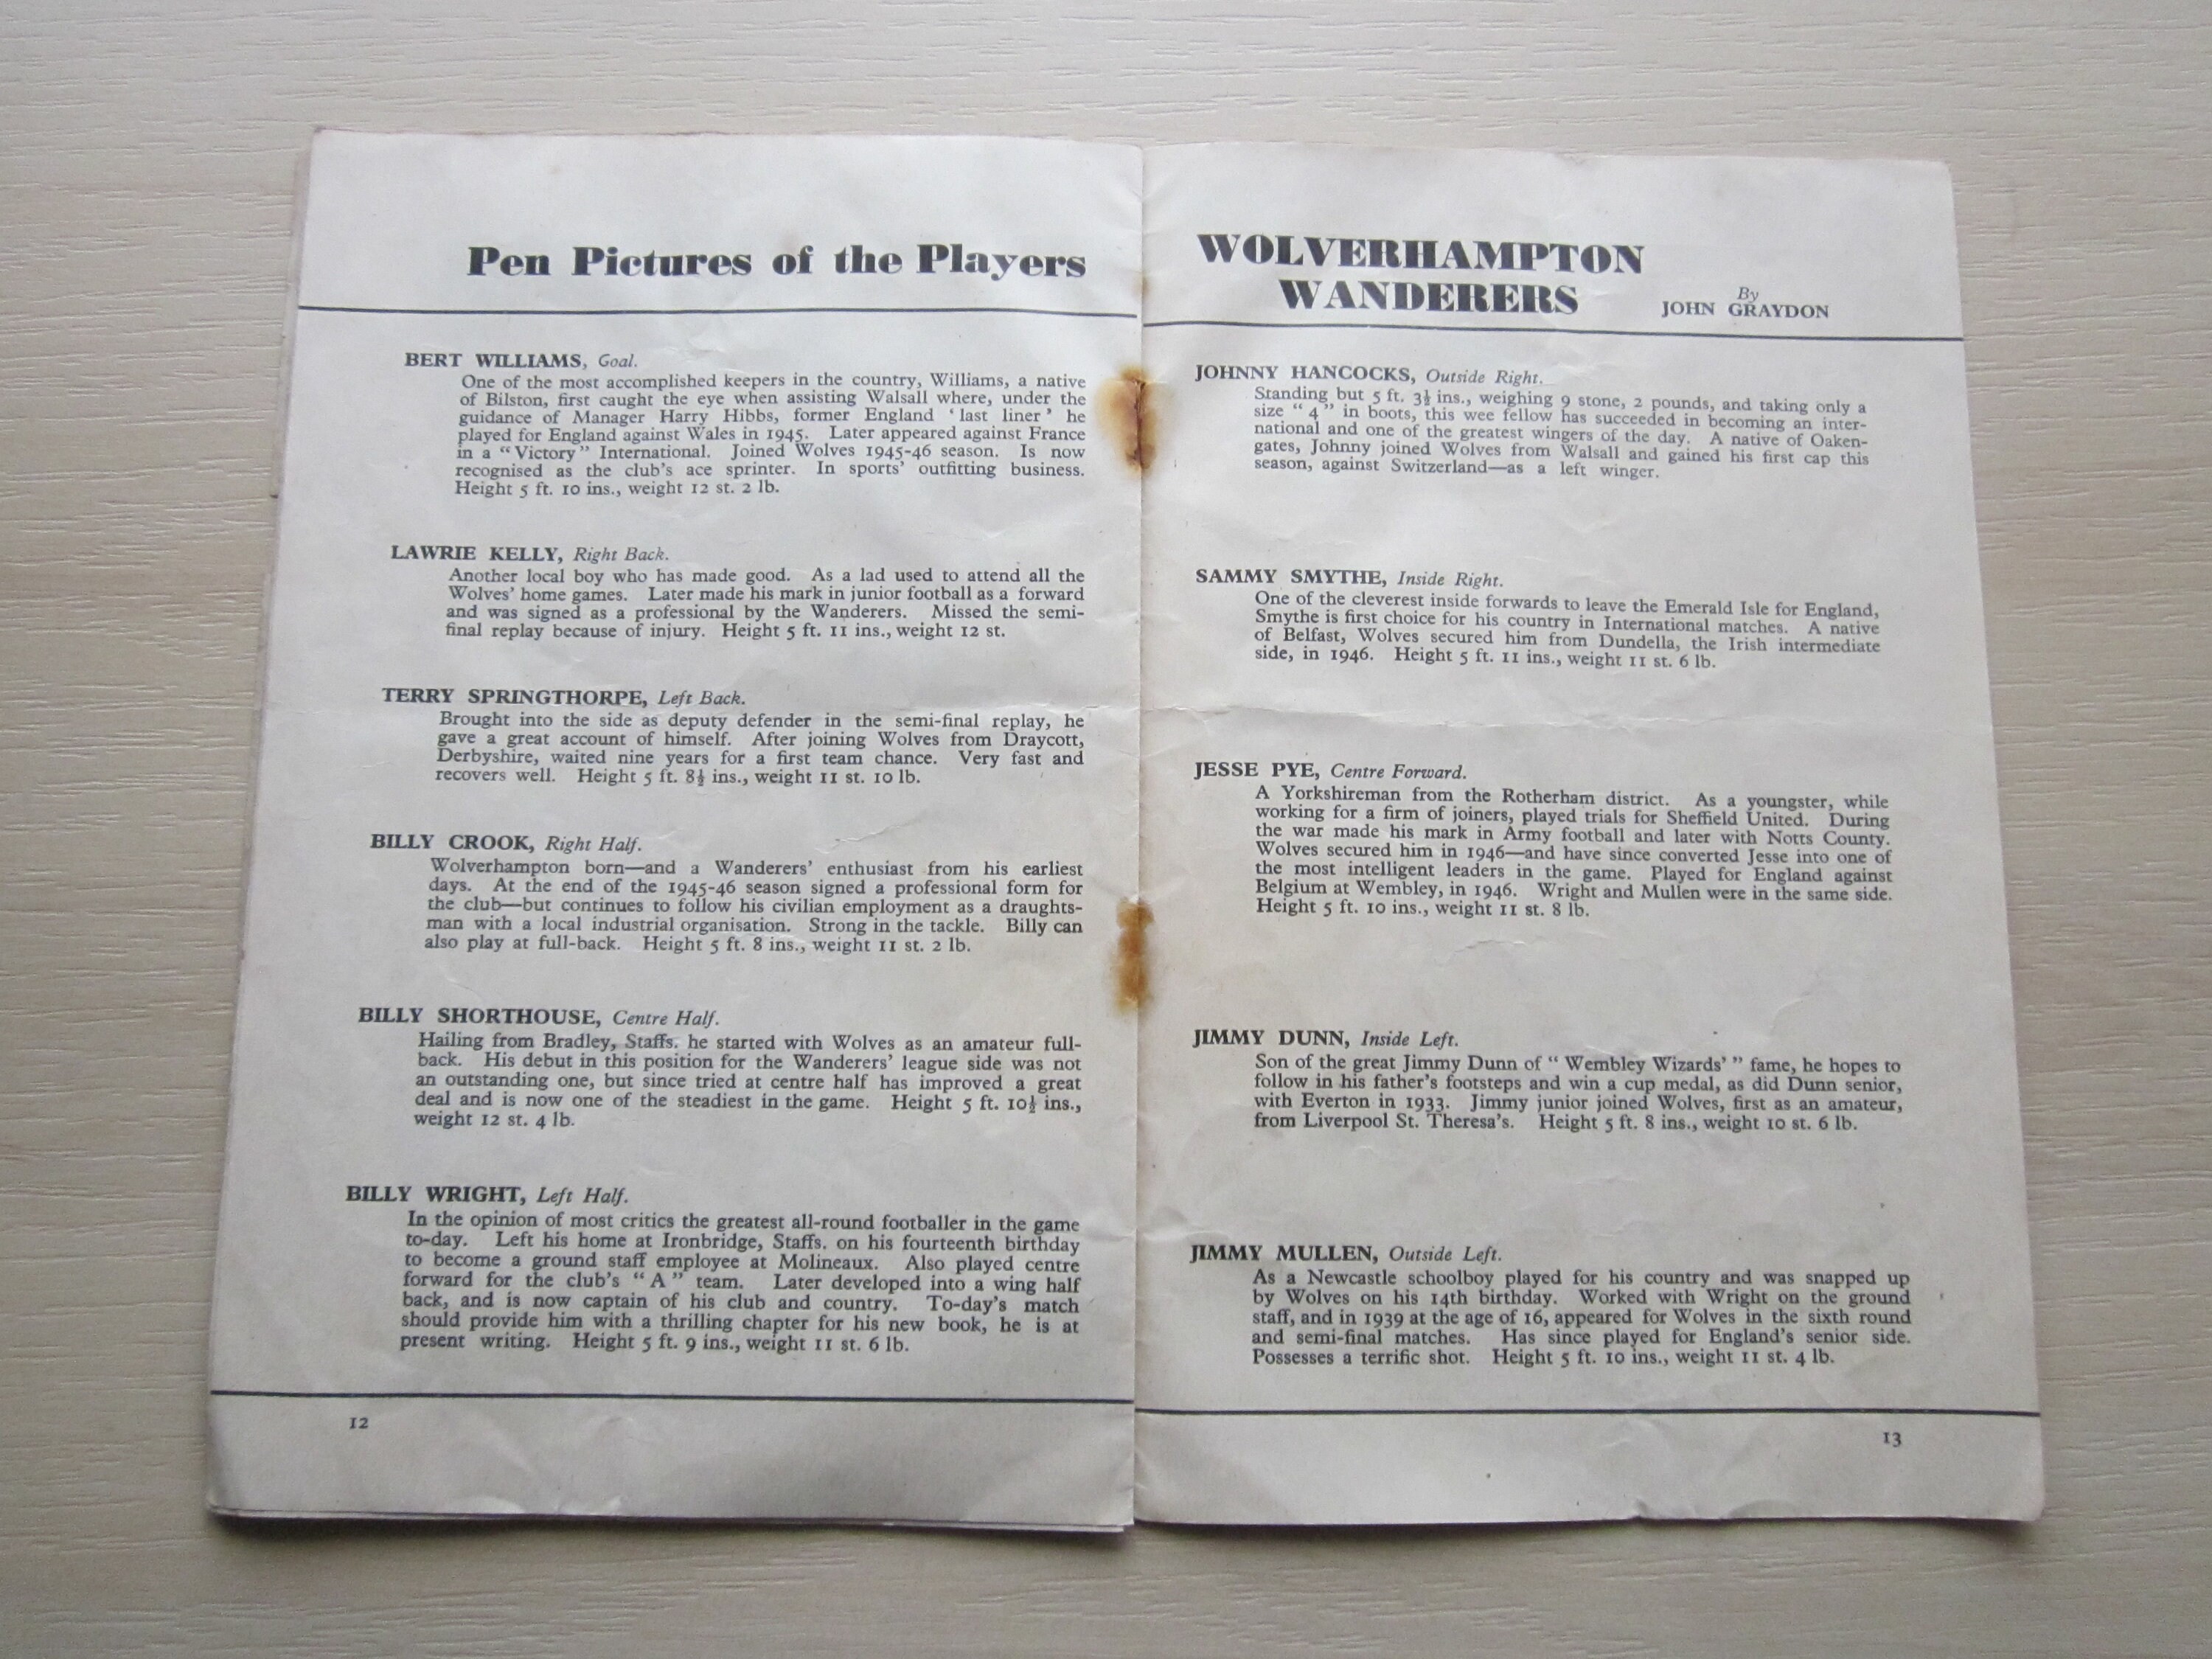 Pen Pictures of the Players
BERT WILLIAMS, Goal.
One of the most accomplished keepers in the country, Williams, a native
of Bilston, first caught the eye when assisting Walsall where, under the
guidance of Manager Harry Hibbs, former England ‘last liner’ he
played for England against Wales in 1945. Later appeared against France
in a “Victory” International. Joined Wolves 1945-46 season. Is now
recognised as the club's ace sprinter. In sports' outfitting business.
Height 5 ft. 10 ins., weight 12 st. 2 lb.
LAWRIE KELLY, Right Back.
Another local boy who has made good. As a lad used to attend all the
Wolves' home games. Later made his mark in junior football as a forward
and was signed as a professional by the Wanderers. Missed the semi-
final replay because of injury. Height 5 ft. 11 ins., weight 12 st.
TERRY SPRINGTHORPE, Left Back.
Brought into the side as deputy defender in the semi-final replay, he
gave a great account of himself. After joining Wolves from Draycott,
Derbyshire, waited nine years for a first team chance. Very fast and
recovers well. Height 5 ft. 8½ ins., weight 11 st. 10 lb.
BILLY CROOK, Right Half.
Wolverhampton born—and a Wanderers' enthusiast from his earliest
days. At the end of the 1945-46 season signed a professional form for
the club—but continues to follow his civilian employment as a draughts-
man with a local industrial organisation. Strong in the tackle. Billy can
also play at full-back. Height 5 ft. 8 ins., weight 11 st. 2 lb.
BILLY SHORTHOUSE, Centre Half.
Hailing from Bradley, Staffs. he started with Wolves as an amateur full-
back. His debut in this position for the Wanderers' league side was not
an outstanding one, but since tried at centre half has improved a great
deal and is now one of the steadiest in the game. Height 5 ft. 10½ ins.,
weight 12 st. 4 lb.
BILLY WRIGHT, Left Half.
In the opinion of most critics the greatest all-round footballer in the game
to-day. Left his home at Ironbridge, Staffs. on his fourteenth birthday
to become a ground staff employee at Molineaux. Also played centre
forward for the club's “A” team. Later developed into a wing half
back, and is now captain of his club and country. To-day's match
should provide him with a thrilling chapter for his new book, he is at
present writing. Height 5 ft. 9 ins., weight 11 st. 6 lb.
12
WOLVERHAMPTON
WANDERERS
By
JOHN GRAYDON
JOHNNY HANCOCKS, Outside Right.
Standing but 5 ft. 3½ ins., weighing 9 stone, 2 pounds, and taking only a
size “4” in boots, this wee fellow has succeeded in becoming an inter-
national and one of the greatest wingers of the day. A native of Oaken-
gates, Johnny joined Wolves from Walsall and gained his first cap this
season, against Switzerland—as a left winger.
SAMMY SMYTHE, Inside Right.
One of the cleverest inside forwards to leave the Emerald Isle for England,
Smythe is first choice for his country in International matches. A native
of Belfast, Wolves secured him from Dundella, the Irish intermediate
side, in 1946. Height 5 ft. 11 ins., weight 11 st. 6 lb.
JESSE PYE, Centre Forward.
A Yorkshireman from the Rotherham district. As a youngster, while
working for a firm of joiners, played trials for Sheffield United. During
the war made his mark in Army football and later with Notts County.
Wolves secured him in 1946—and have since converted Jesse into one of
the most intelligent leaders in the game. Played for England against
Belgium at Wembley, in 1946. Wright and Mullen were in the same side.
Height 5 ft. 10 ins., weight 11 st. 8 lb.
JIMMY DUNN, Inside Left.
Son of the great Jimmy Dunn of “Wembley Wizards'” fame, he hopes to
follow in his father's footsteps and win a cup medal, as did Dunn senior,
with Everton in 1933. Jimmy junior joined Wolves, first as an amateur,
from Liverpool St. Theresa's. Height 5 ft. 8 ins., weight 10 st. 6 lb.
JIMMY MULLEN, Outside Left.
As a Newcastle schoolboy played for his country and was snapped up
by Wolves on his 14th birthday. Worked with Wright on the ground
staff, and in 1939 at the age of 16, appeared for Wolves in the sixth round
and semi-final matches. Has since played for England's senior side.
Possesses a terrific shot. Height 5 ft. 10 ins., weight 11 st. 4 lb.
13